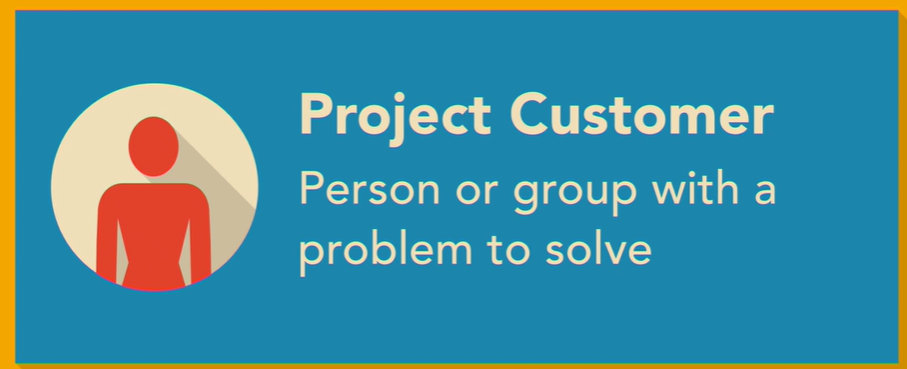 Project Customer
Person or group with a
problem to solve